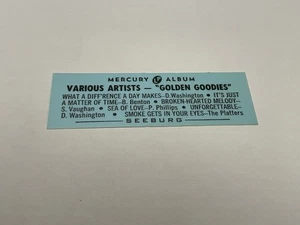 MERCURY ALBUM
VARIOUS ARTISTS — "GOLDEN GOODIES"
WHAT A DIFF'RENCE A DAY MAKES—D.Washington • IT'S JUST
A MATTER OF TIME—B. Benton • BROKEN-HEARTED MELODY—
S. Vaughan • SEA OF LOVE—P. Phillips • UNFORGETTABLE—
D. Washington • SMOKE GETS IN YOUR EYES—The Platters
SEEBURG